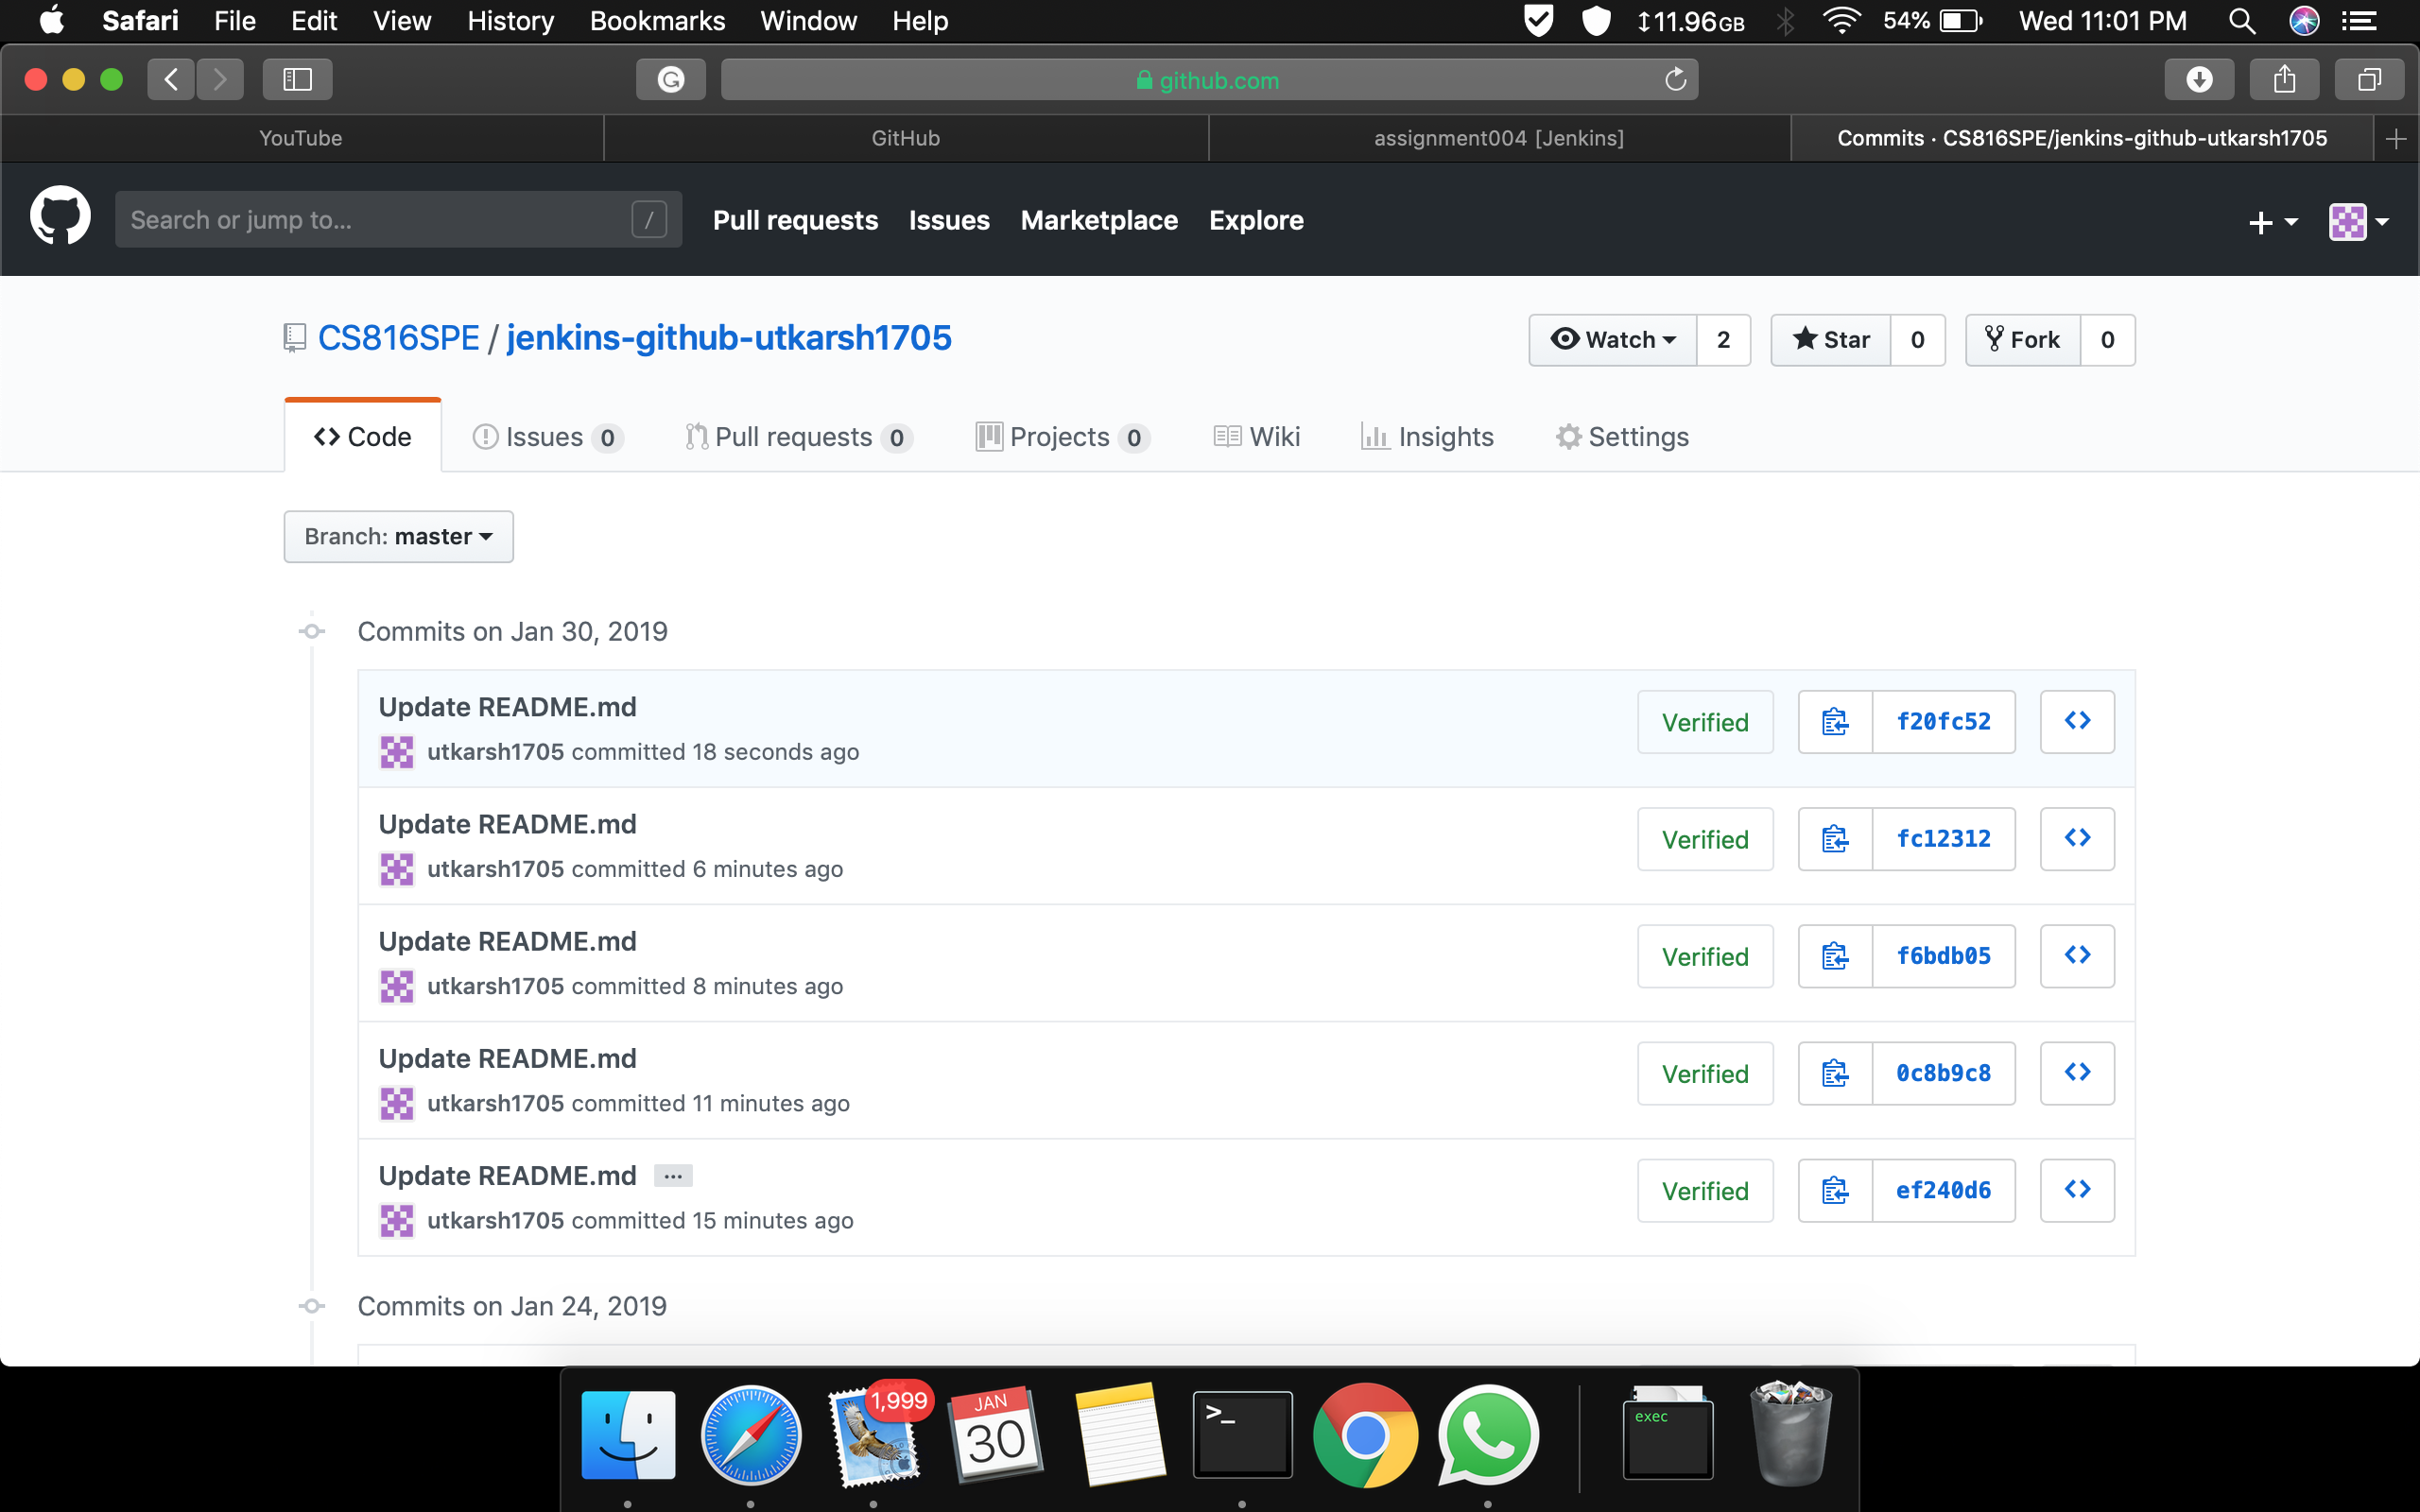 Safari File Edit View History Bookmarks Window Help ↕11.96GB 54% Wed 11:01 PM
github.com
YouTube GitHub assignment004 [Jenkins] Commits · CS816SPE/jenkins-github-utkarsh1705
Search or jump to... / Pull requests Issues Marketplace Explore
CS816SPE / jenkins-github-utkarsh1705 Watch 2 Star 0 Fork 0
Code Issues 0 Pull requests 0 Projects 0 Wiki Insights Settings
Branch: master
Commits on Jan 30, 2019
Update README.md
utkarsh1705 committed 18 seconds ago
Verified f20fc52
Update README.md
utkarsh1705 committed 6 minutes ago
Verified fc12312
Update README.md
utkarsh1705 committed 8 minutes ago
Verified f6bdb05
Update README.md
utkarsh1705 committed 11 minutes ago
Verified 0c8b9c8
Update README.md ...
utkarsh1705 committed 15 minutes ago
Verified ef240d6
Commits on Jan 24, 2019
1,999
JAN
30
>_
exec